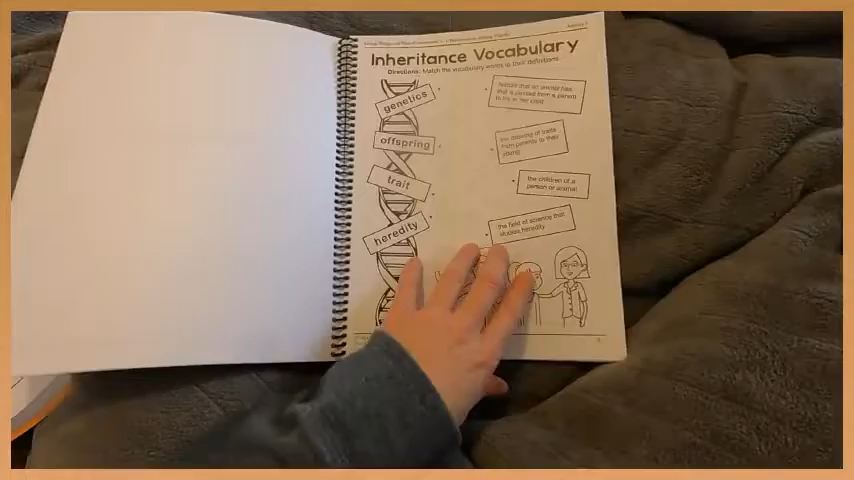 Inheritance Vocabulary
Directions: Match the vocabulary words to their definitions.
genetics
offspring
trait
heredity
feature that an animal has
that is passed from a parent
to his or her child
the passing of traits
from parents to their
young
the children of a
person or animal
the field of science that
studies heredity